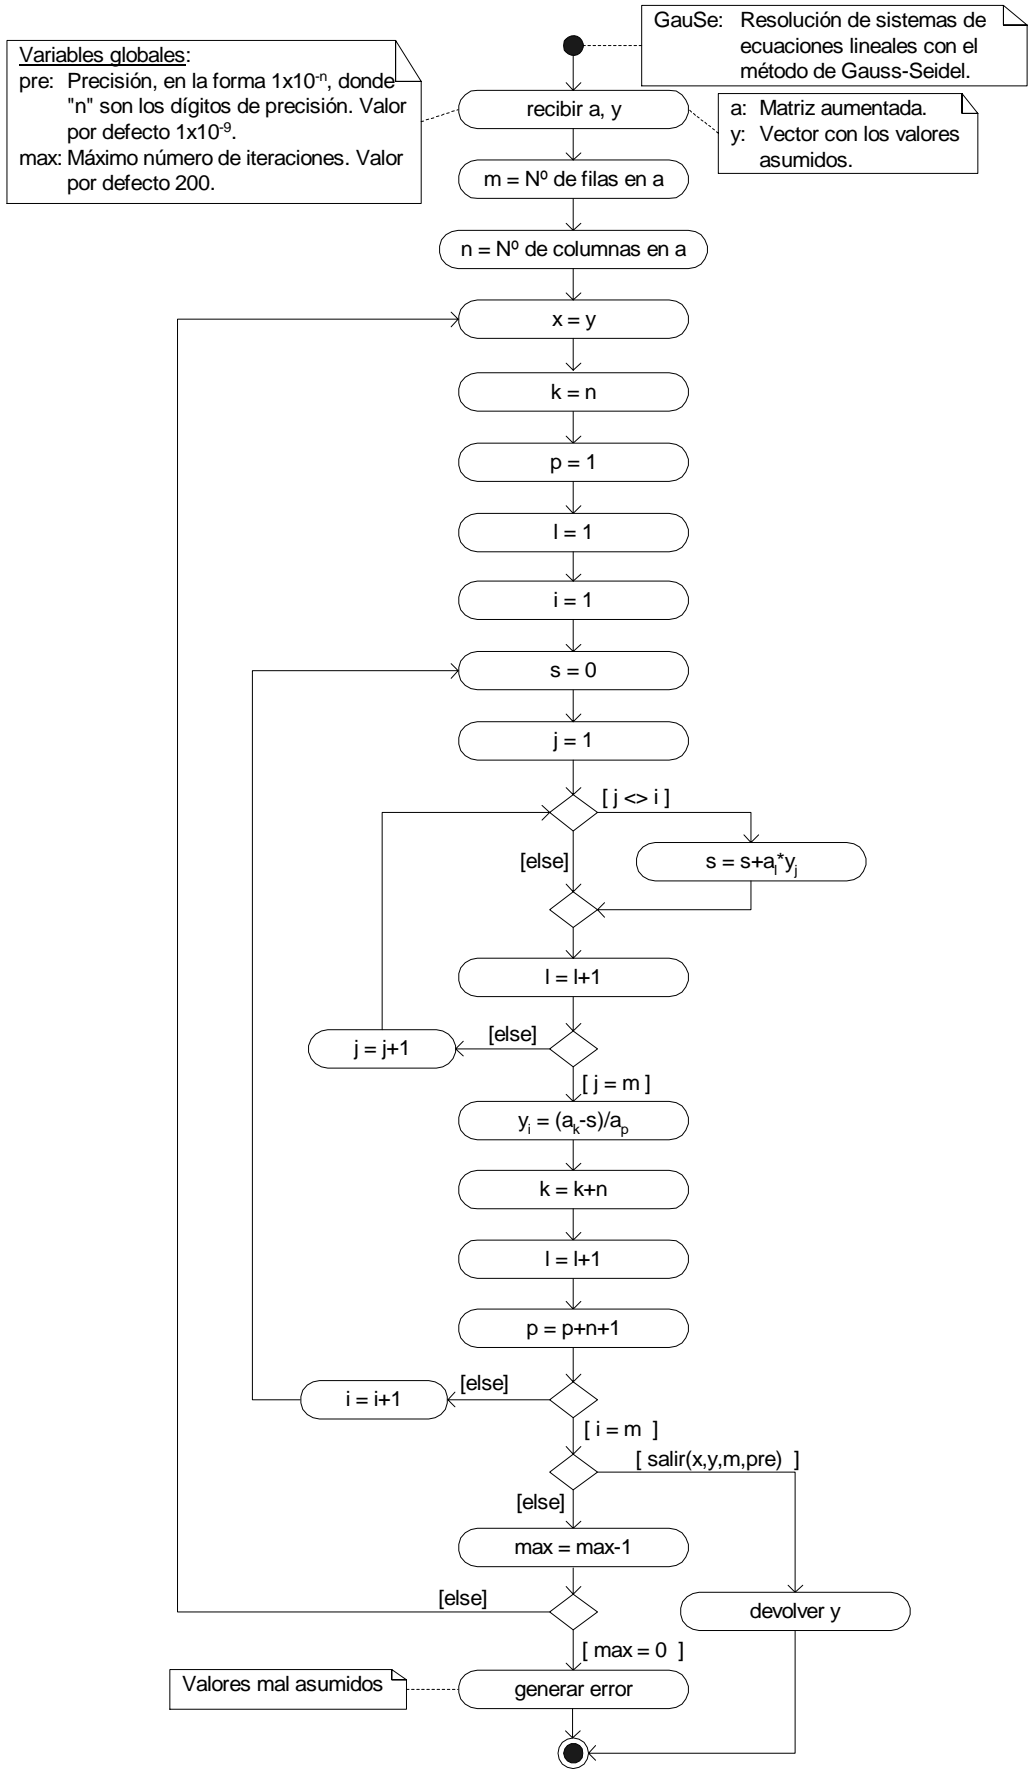 GauSe: Resolución de sistemas de
ecuaciones lineales con el
método de Gauss-Seidel.
Variables globales:
pre: Precisión, en la forma 1x10⁻ⁿ, donde
"n" son los dígitos de precisión. Valor
por defecto 1x10⁻⁹.
max: Máximo número de iteraciones. Valor
por defecto 200.
recibir a, y
a: Matriz aumentada.
y: Vector con los valores
asumidos.
m = Nº de filas en a
n = Nº de columnas en a
x = y
k = n
p = 1
l = 1
i = 1
s = 0
j = 1
[ j <> i ]
[else]
s = s+aₗ*yⱼ
l = l+1
[else]
j = j+1
[ j = m ]
yᵢ = (aₖ-s)/aₚ
k = k+n
l = l+1
p = p+n+1
[else]
i = i+1
[ i = m ]
[ salir(x,y,m,pre) ]
[else]
max = max-1
[else]
devolver y
[ max = 0 ]
Valores mal asumidos
generar error